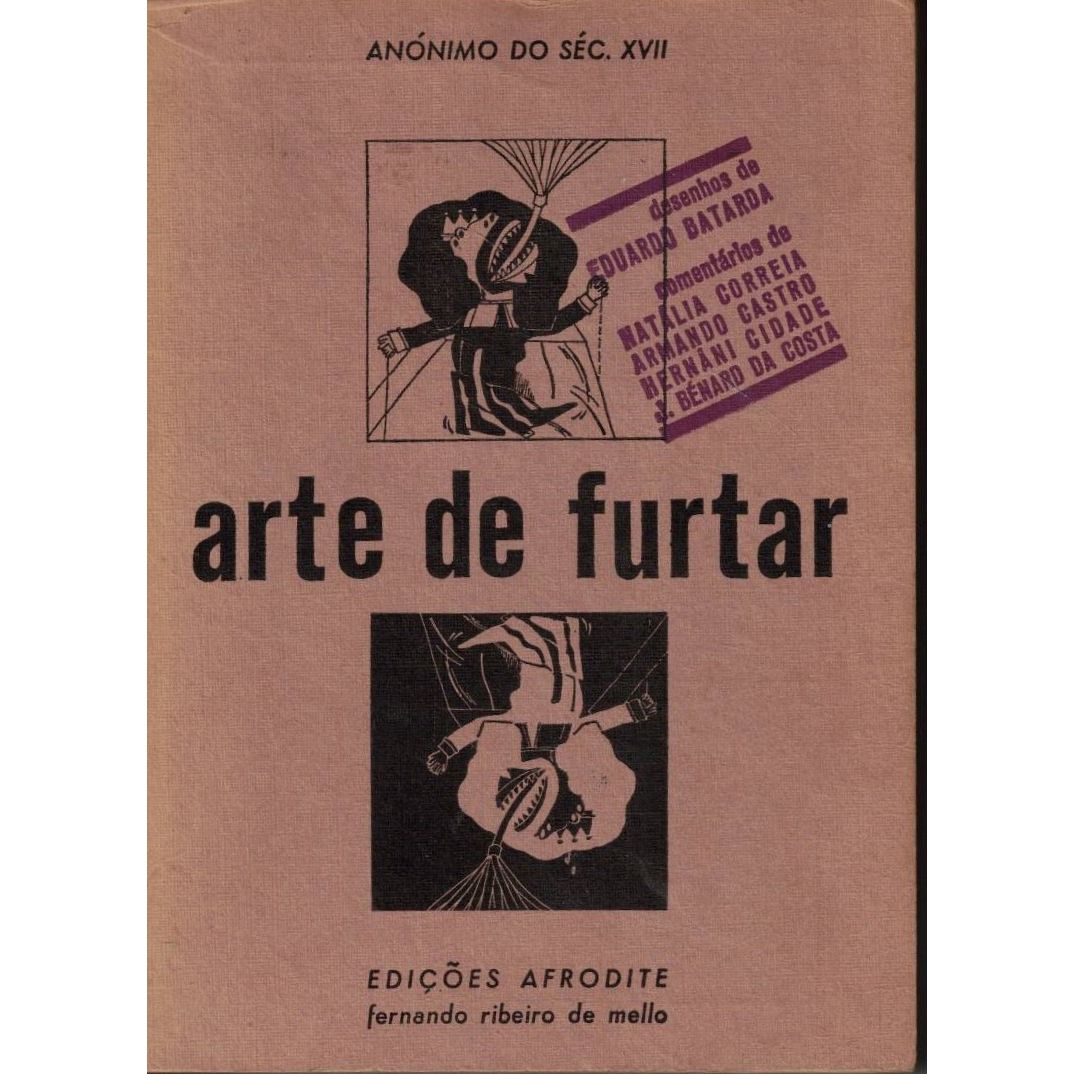 ANÓNIMO DO SÉC. XVII
desenhos de
EDUARDO BATARDA
comentários de
NATÁLIA CORREIA
ARMANDO CASTRO
HERNÂNI CIDADE
J. BÉNARD DA COSTA
arte de furtar
EDIÇÕES AFRODITE
fernando ribeiro de mello